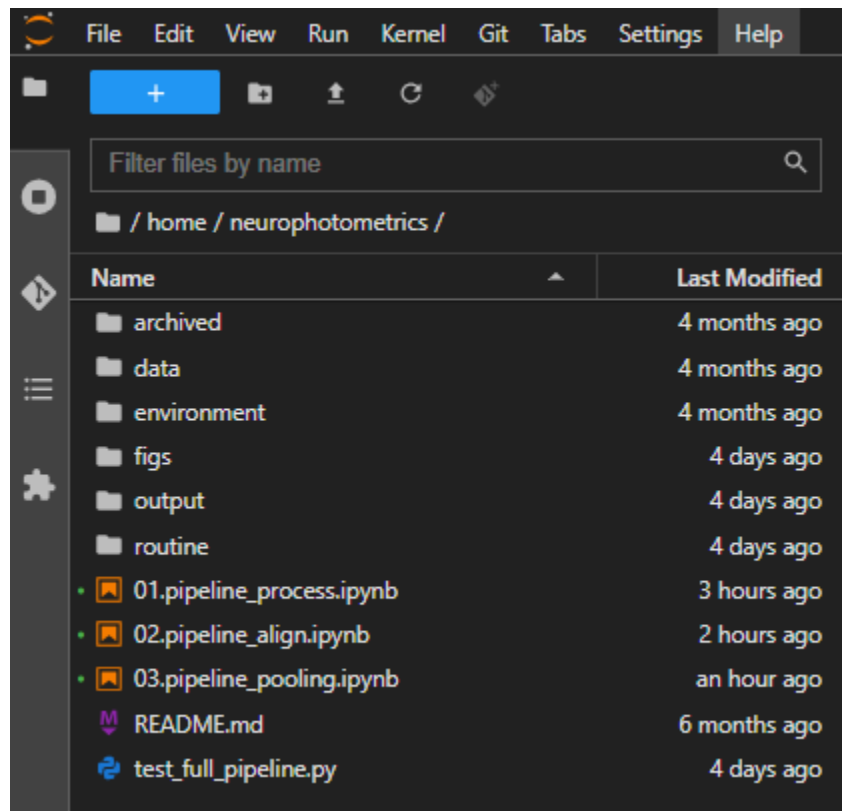 File Edit View Run Kernel Git Tabs Settings Help
+
Filter files by name
/ home / neurophotometrics /
Name Last Modified
archived 4 months ago
data 4 months ago
environment 4 months ago
figs 4 days ago
output 4 days ago
routine 4 days ago
01.pipeline_process.ipynb 3 hours ago
02.pipeline_align.ipynb 2 hours ago
03.pipeline_pooling.ipynb an hour ago
README.md 6 months ago
test_full_pipeline.py 4 days ago